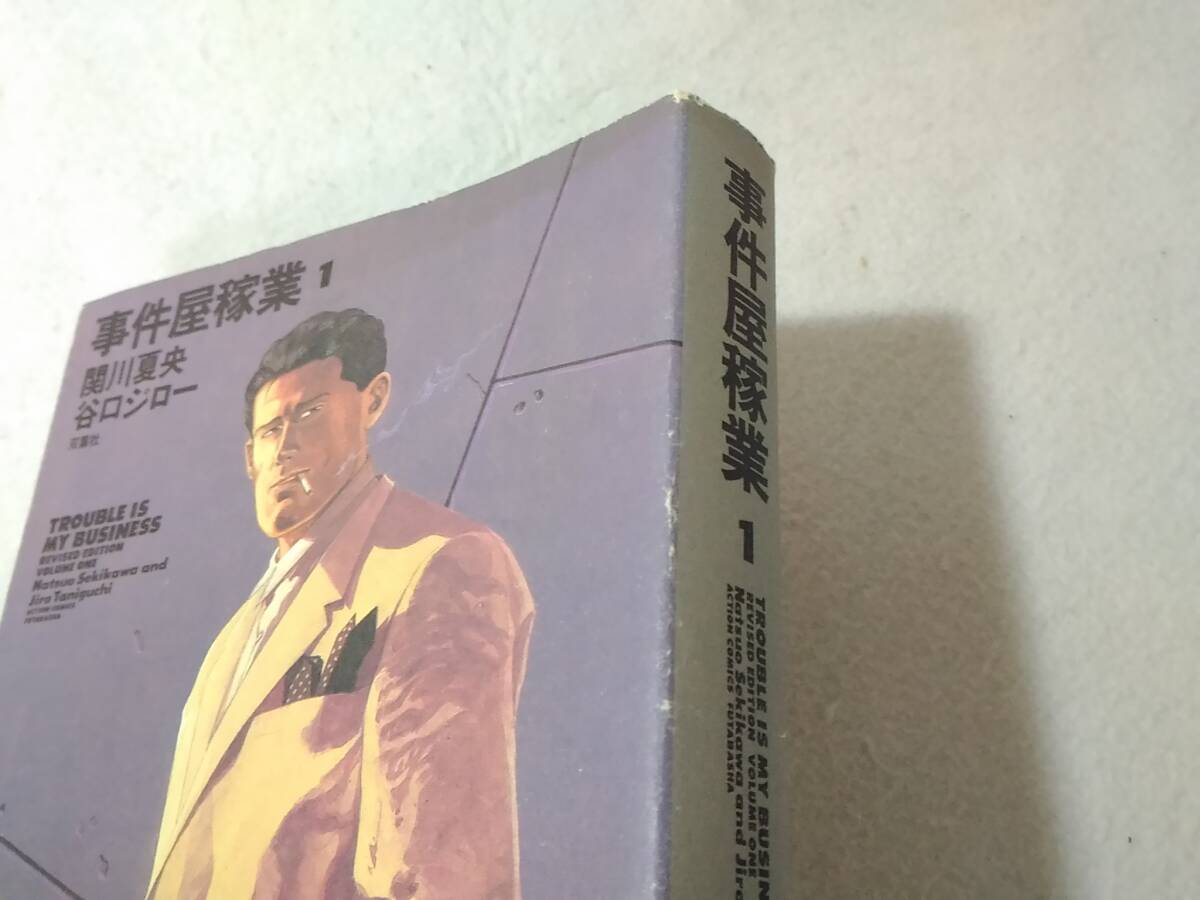 事件屋稼業 1
関川夏央
谷口ジロー
双葉社
TROUBLE IS
MY BUSINESS
REVISED EDITION
VOLUME ONE
Natsuo Sekikawa and
Jiro Taniguchi
ACTION COMICS
FUTABASHA
事件屋稼業 1
TROUBLE IS MY BUSIN
REVISED EDITION VOLUME ONE
Natsuo Sekikawa and Jiro
ACTION COMICS FUTABASHA